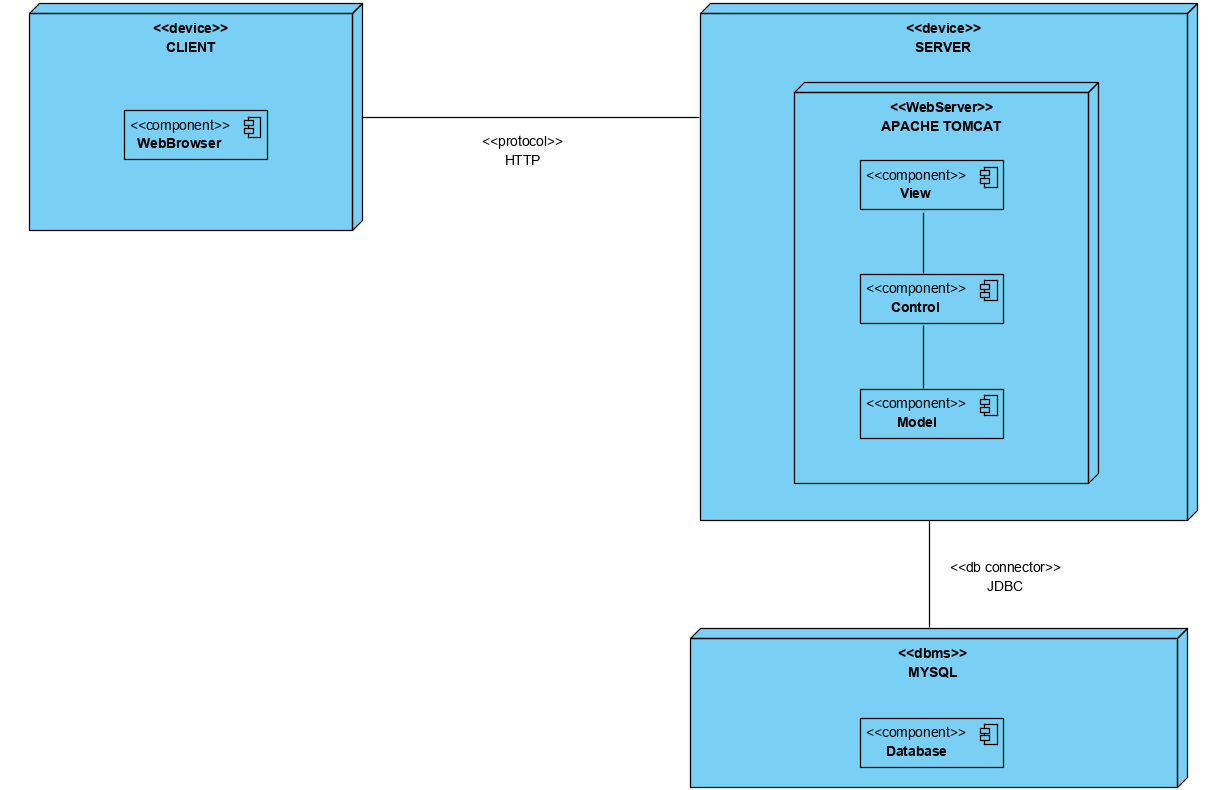 <<device>>
CLIENT
<<component>>
WebBrowser
<<protocol>>
HTTP
<<device>>
SERVER
<<WebServer>>
APACHE TOMCAT
<<component>>
View
<<component>>
Control
<<component>>
Model
<<db connector>>
JDBC
<<dbms>>
MYSQL
<<component>>
Database